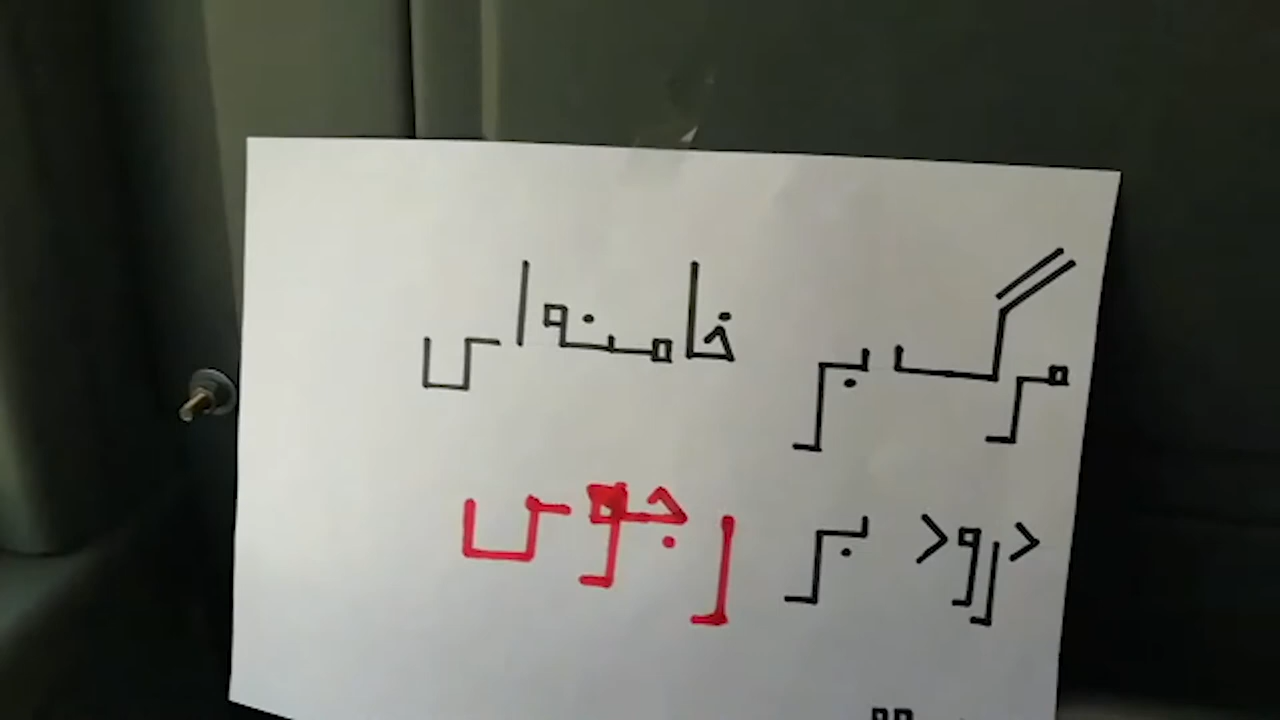 مرگ بر خامنه ای
درود بر رجوی